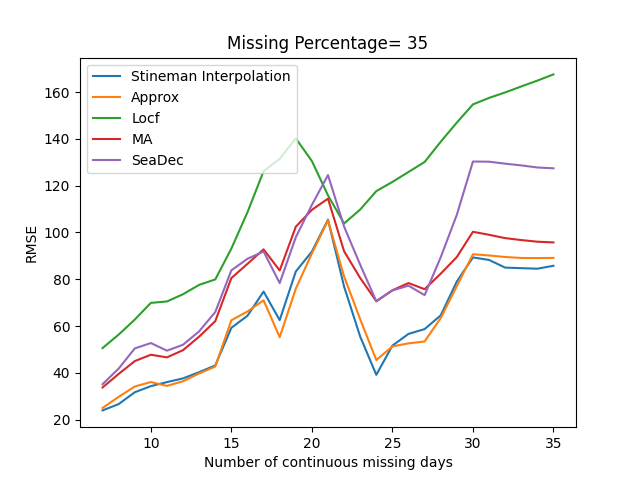 Missing Percentage= 35
Stineman Interpolation
Approx
Locf
MA
SeaDec
RMSE
160
140
120
100
80
60
40
20
10
15
20
25
30
35
Number of continuous missing days